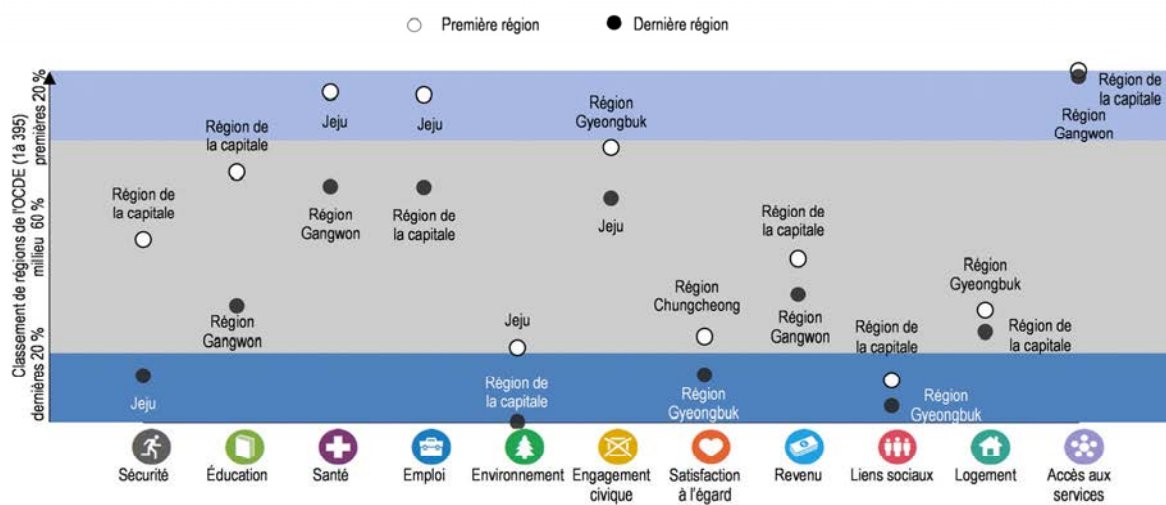 Première région
Dernière région
Classement de régions de l'OCDE (1à 395)
dernières 20 % milieu 60 % premières 20 %
Région de
la capitale
Jeju
Région de
la capitale
Région
Gangwon
Jeju
Région
Gangwon
Jeju
Région de
la capitale
Jeju
Région de
la capitale
Région
Gyeongbuk
Jeju
Région
Chungcheong
Région
Gyeongbuk
Région de
la capitale
Région
Gangwon
Région de
la capitale
Région
Gyeongbuk
Région
Gyeongbuk
Région de
la capitale
Région de
la capitale
Région
Gangwon
Sécurité
Éducation
Santé
Emploi
Environnement
Engagement
civique
Satisfaction
à l'égard
Revenu
Liens sociaux
Logement
Accès aux
services